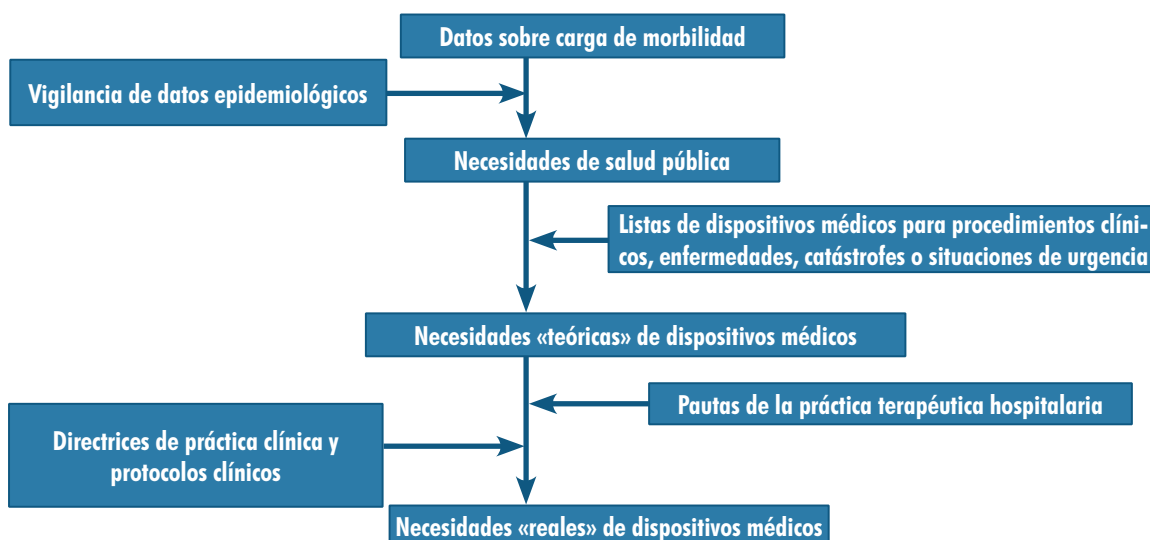 Datos sobre carga de morbilidad
Vigilancia de datos epidemiológicos
Necesidades de salud pública
Listas de dispositivos médicos para procedimientos clíni-
cos, enfermedades, catástrofes o situaciones de urgencia
Necesidades «teóricas» de dispositivos médicos
Pautas de la práctica terapéutica hospitalaria
Directrices de práctica clínica y
protocolos clínicos
Necesidades «reales» de dispositivos médicos